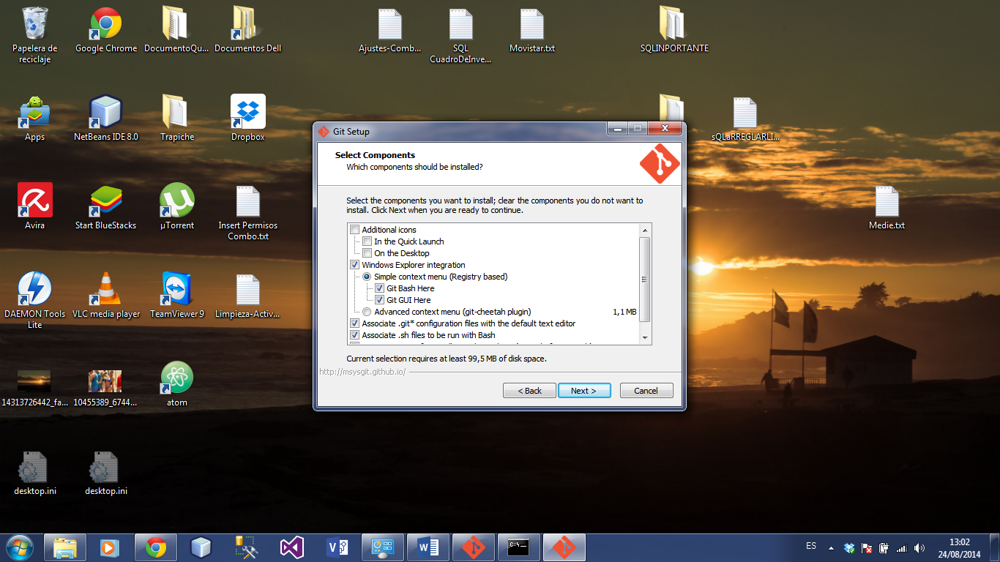 Papelera de
reciclaje
Google Chrome
DocumentoQu...
Documentos Dell
Ajustes-Comb...
SQL
CuadroDeInve...
Movistar.txt
SQLINPORTANTE
Apps
NetBeans IDE 8.0
Trapiche
Dropbox
sQLaRREGLARLI...
Avira
Start BlueStacks
µTorrent
Insert Permisos
Combo.txt
Medie.txt
DAEMON Tools
Lite
VLC media player
TeamViewer 9
Limpieza-Activ...
14313726442_fa...
10455389_6744...
atom
desktop.ini
desktop.ini
Git Setup
Select Components
Which components should be installed?
Select the components you want to install; clear the components you do not want to
install. Click Next when you are ready to continue.
Additional icons
In the Quick Launch
On the Desktop
Windows Explorer integration
Simple context menu (Registry based)
Git Bash Here
Git GUI Here
Advanced context menu (git-cheetah plugin) 1,1 MB
Associate .git* configuration files with the default text editor
Associate .sh files to be run with Bash
Current selection requires at least 99,5 MB of disk space.
http://msysgit.github.io/
< Back
Next >
Cancel
C:\
ES
13:02
24/08/2014